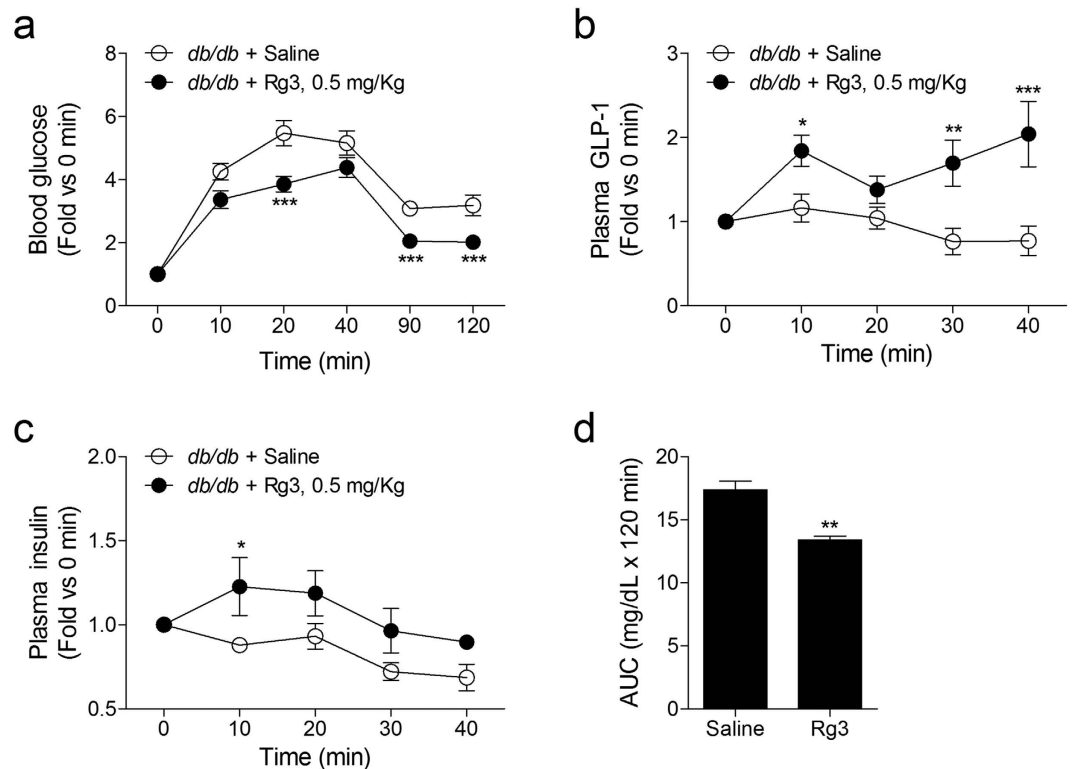 a
db/db + Saline
db/db + Rg3, 0.5 mg/Kg
Blood glucose
(Fold vs 0 min)
8
6
4
2
0
***
***
***
0 10 20 40 90 120
Time (min)
b
db/db + Saline
db/db + Rg3, 0.5 mg/Kg
Plasma GLP-1
(Fold vs 0 min)
3
2
1
0
*
**
***
0 10 20 30 40
Time (min)
c
db/db + Saline
db/db + Rg3, 0.5 mg/Kg
Plasma insulin
(Fold vs 0 min)
2.0
1.5
1.0
0.5
*
0 10 20 30 40
Time (min)
d
AUC (mg/dL x 120 min)
20
15
10
5
0
**
Saline Rg3